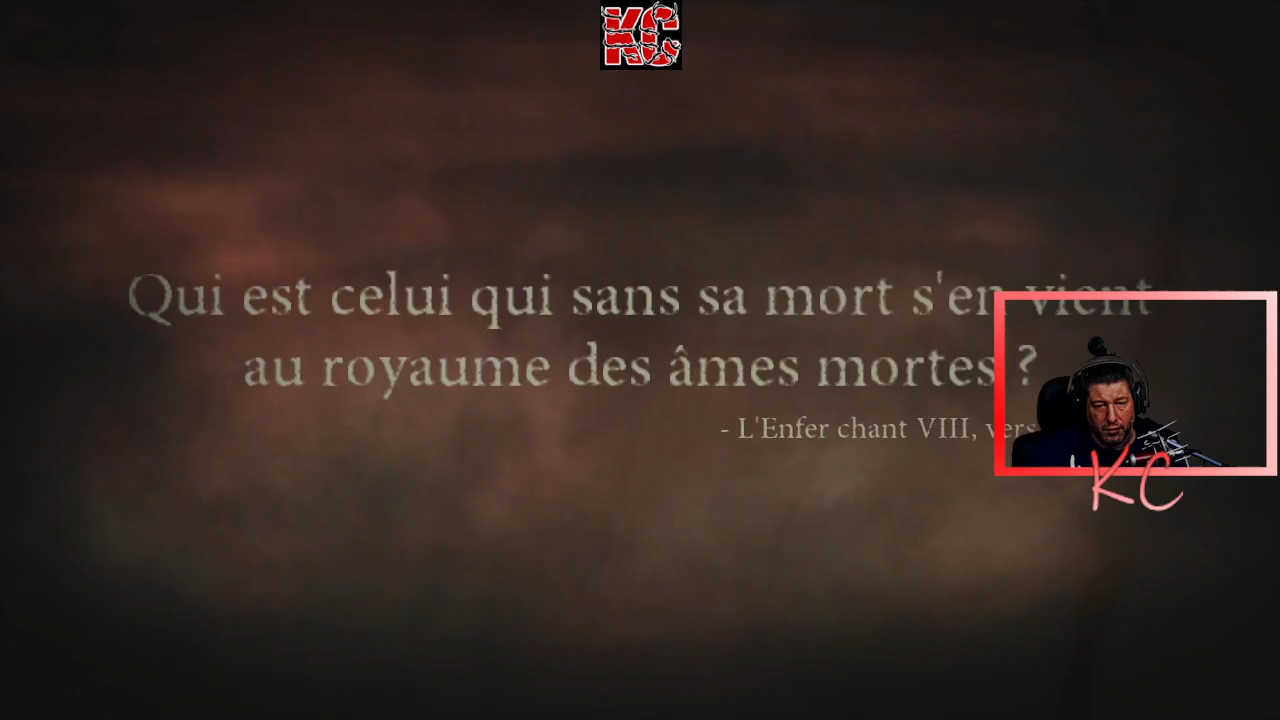 KC
Qui est celui qui sans sa mort s'en vient
au royaume des âmes mortes ?
- L'Enfer chant VIII, vers
KC